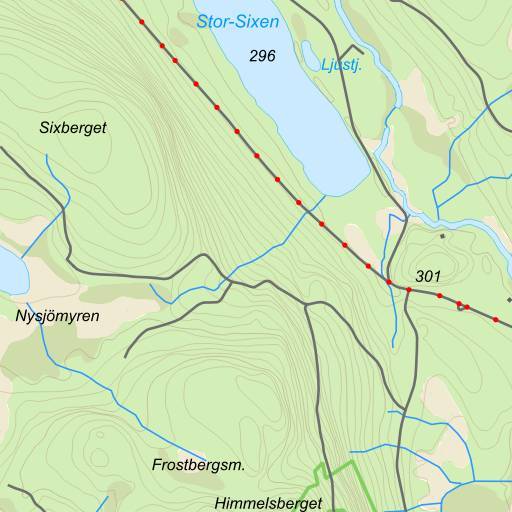 Stor-Sixen
296
Ljustj.
Sixberget
301
Nysjömyren
Frostbergsm.
Himmelsberget